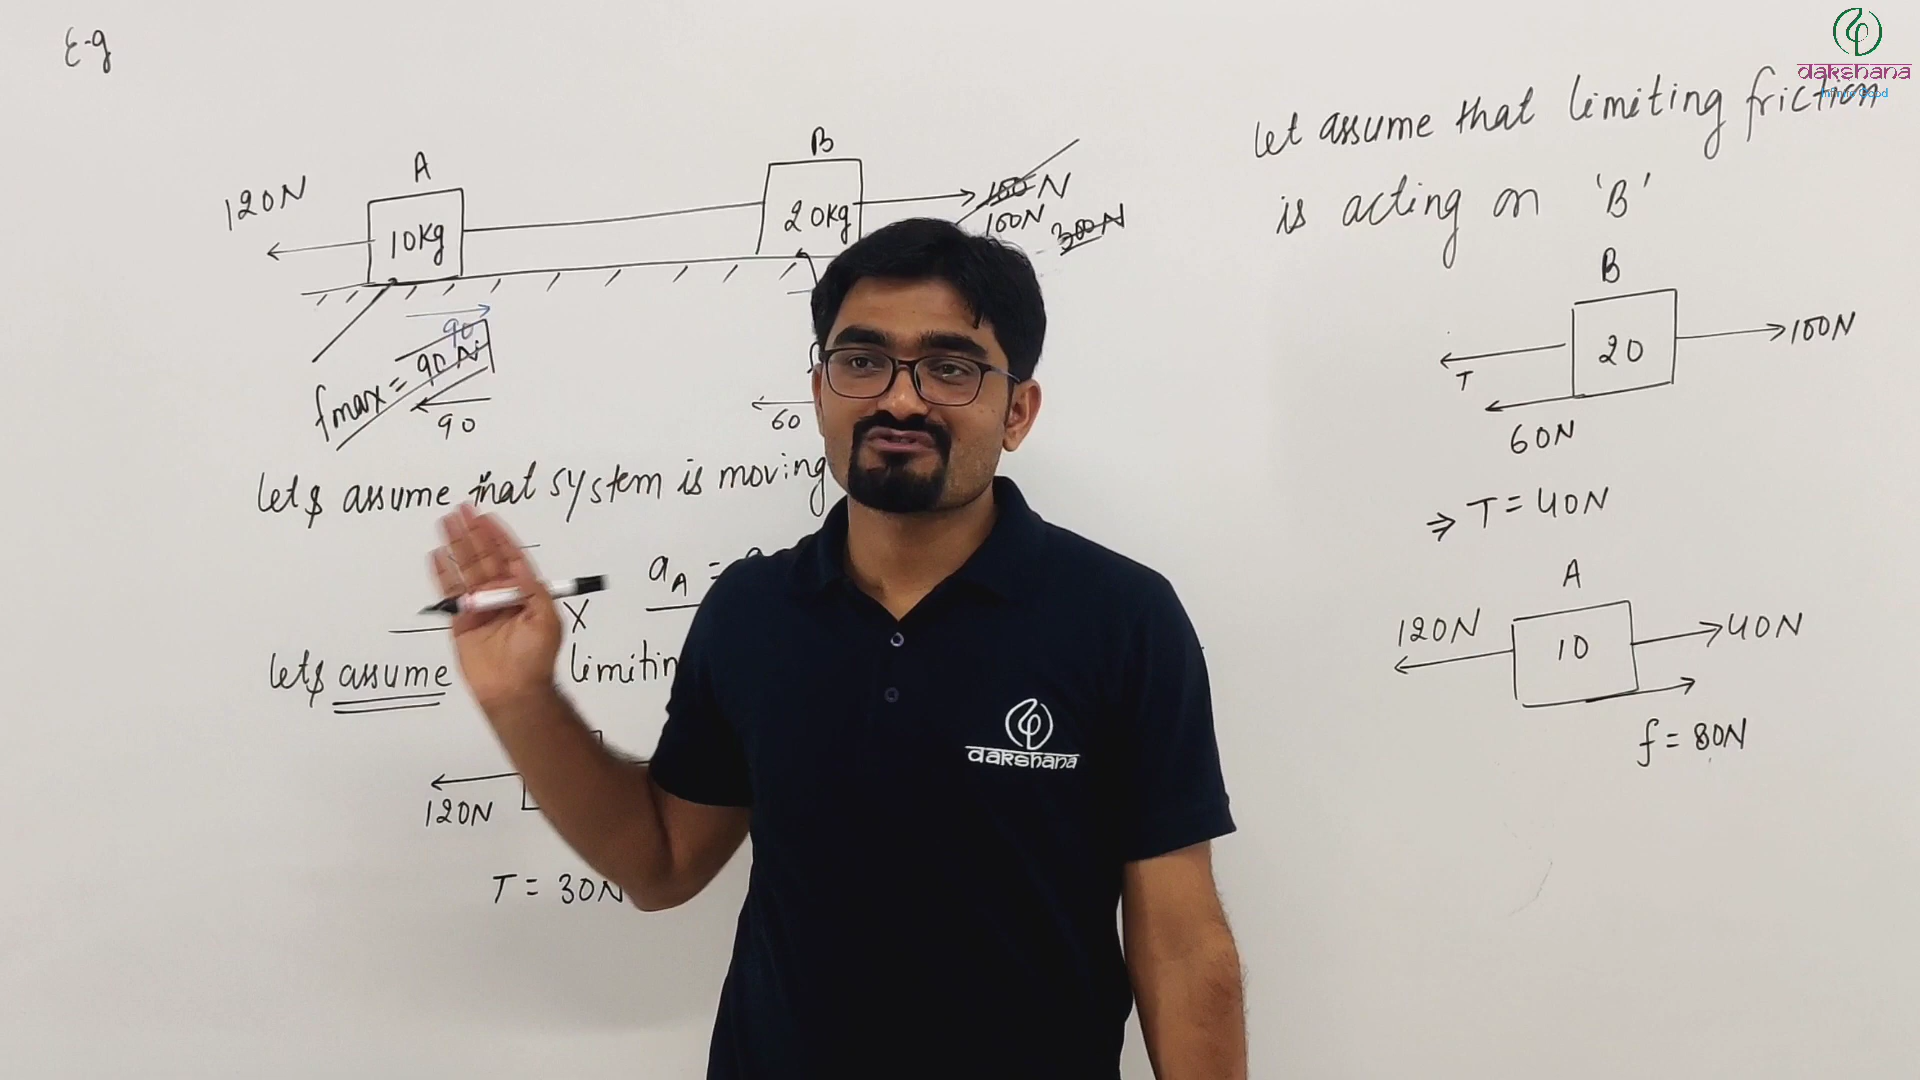 E-g
A
B
120N
10kg
20kg
100N
300N
90
90N
fmax =
90
60
Lets assume that system is moving
X
aA =
Lets assume
limitin
120N
T = 30N
Let assume that limiting friction
is acting on 'B'
B
20
100N
T
60N
⇒ T = 40N
A
120N
10
40N
f = 80N
dakshana
Infinite Good
dakshana